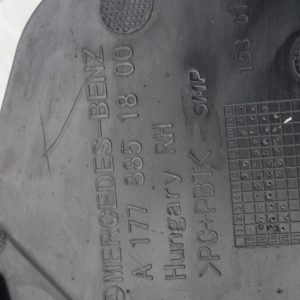 MERCEDES-BENZ
A 177 885 18 00
Hungary RH
>PC+PBT< SMP